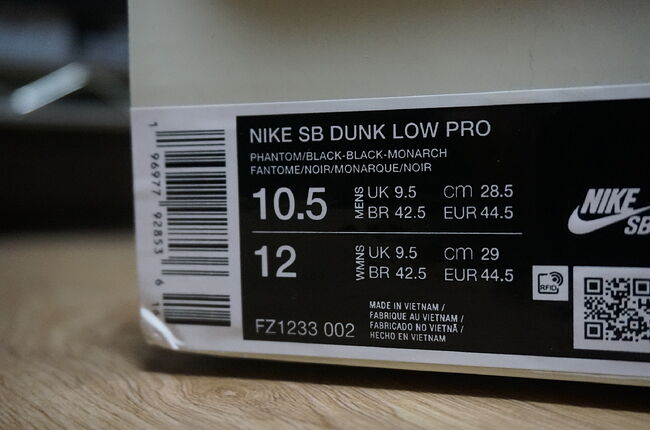 NIKE SB DUNK LOW PRO
PHANTOM/BLACK-BLACK-MONARCH
FANTOME/NOIR/MONARQUE/NOIR
10.5 MENS UK 9.5 cm 28.5
BR 42.5 EUR 44.5
12 WMNS UK 9.5 cm 29
BR 42.5 EUR 44.5
MADE IN VIETNAM /
FABRIQUE AU VIETNAM /
FABRICADO NO VIETNÃ /
HECHO EN VIETNAM
FZ1233 002
1 96977 92853
NIKE
SB
RFID